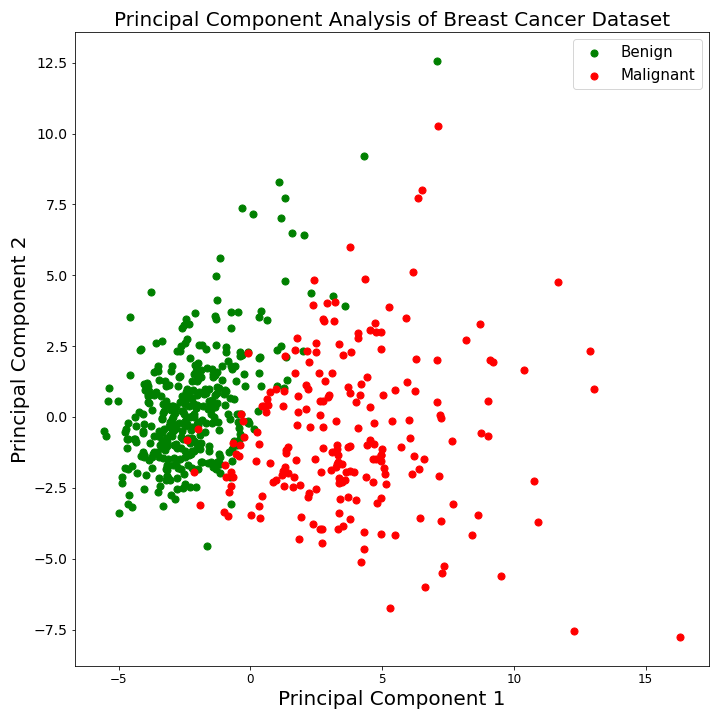 Principal Component Analysis of Breast Cancer Dataset
Benign
Malignant
12.5
10.0
7.5
5.0
2.5
0.0
−2.5
−5.0
−7.5
Principal Component 2
−5
0
5
10
15
Principal Component 1